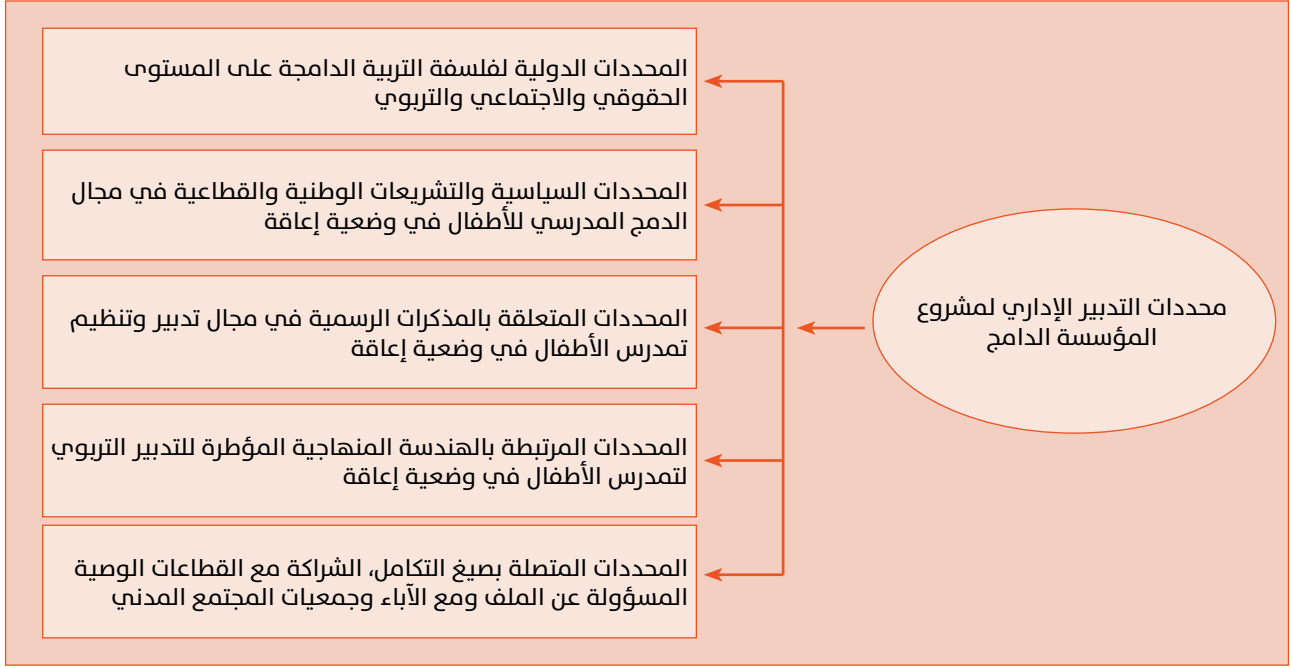 محددات التدبير الإداري لمشروع
المؤسسة الدامج
المحددات الدولية لفلسفة التربية الدامجة على المستوى
الحقوقي والاجتماعي والتربوي
المحددات السياسية والتشريعات الوطنية والقطاعية في مجال
الدمج المدرسي للأطفال في وضعية إعاقة
المحددات المتعلقة بالمذكرات الرسمية في مجال تدبير وتنظيم
تمدرس الأطفال في وضعية إعاقة
المحددات المرتبطة بالهندسة المنهاجية المؤطرة للتدبير التربوي
لتمدرس الأطفال في وضعية إعاقة
المحددات المتصلة بصيغ التكامل، الشراكة مع القطاعات الوصية
المسؤولة عن الملف ومع الآباء وجمعيات المجتمع المدني